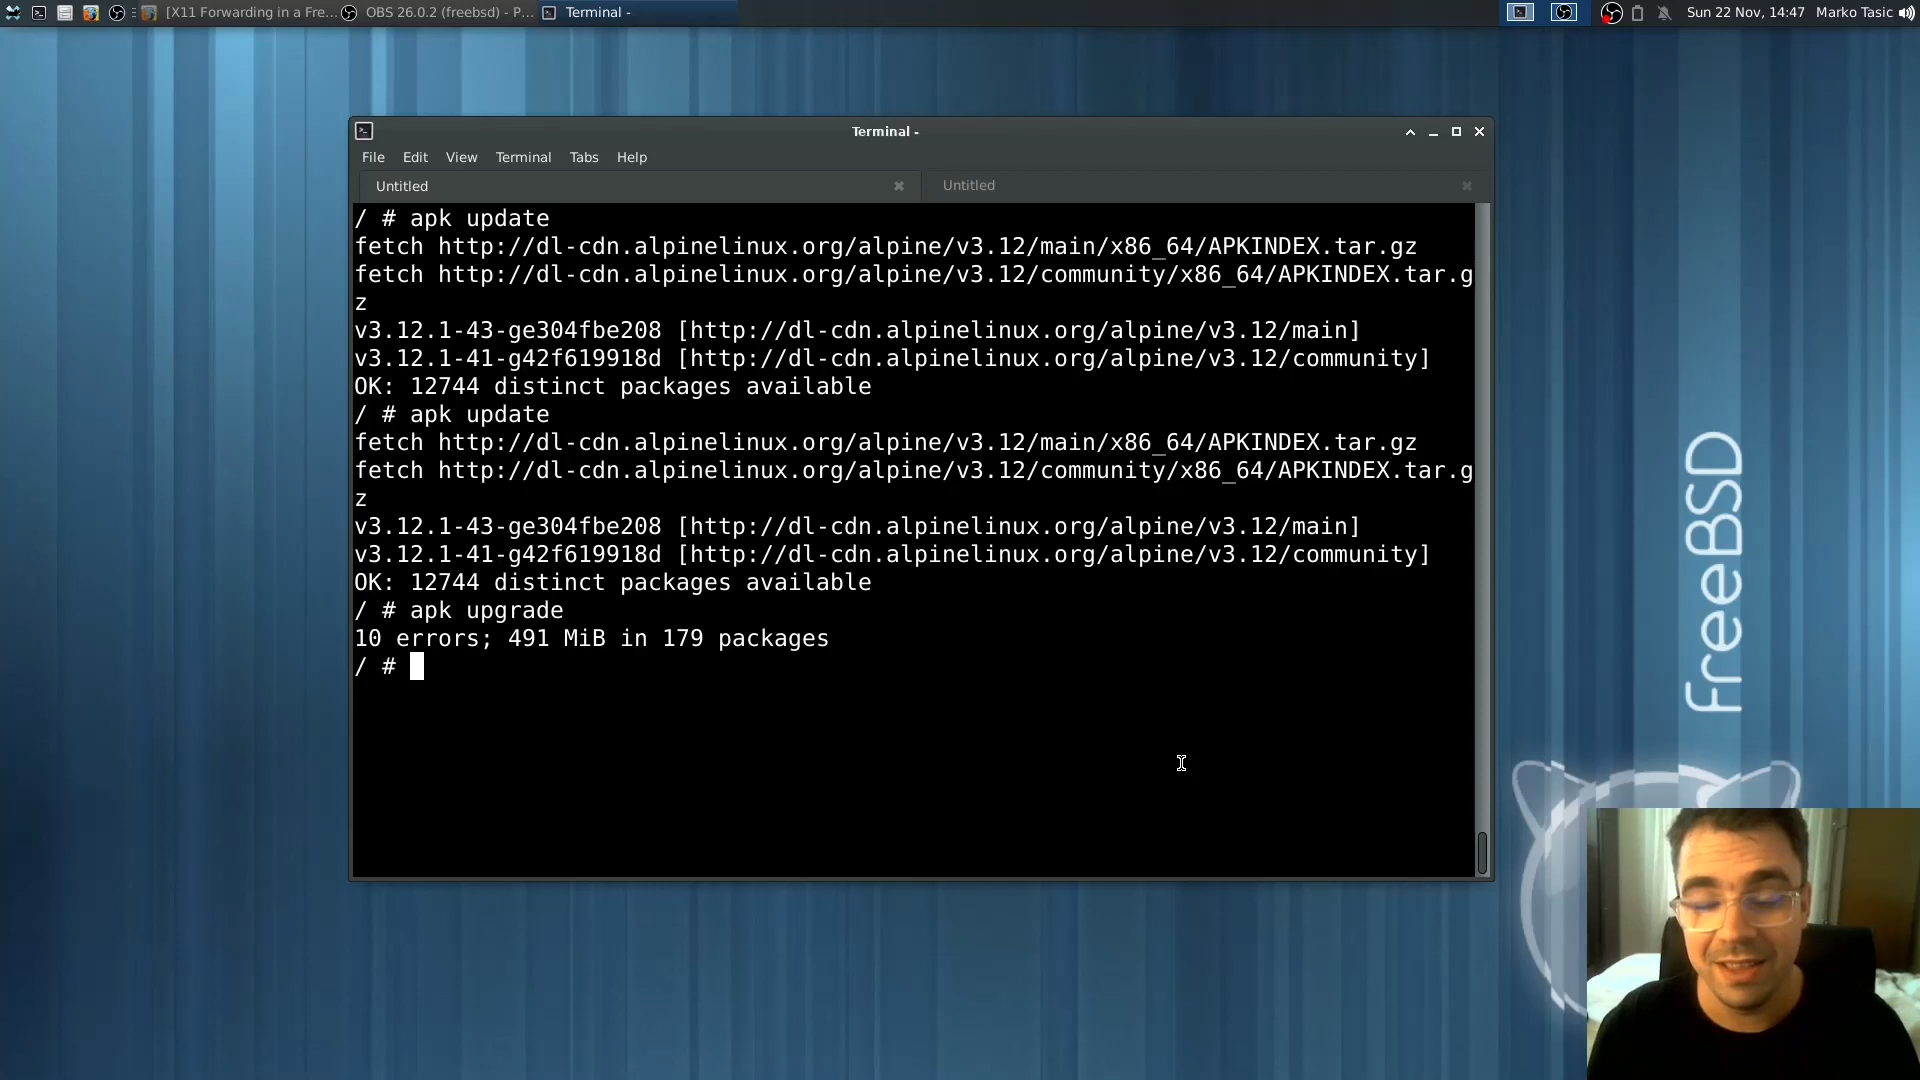 [X11 Forwarding in a Fre...
OBS 26.0.2 (freebsd) - P...
Terminal -
Sun 22 Nov, 14:47
Marko Tasic
Terminal -
File Edit View Terminal Tabs Help
Untitled
Untitled
/ # apk update
fetch http://dl-cdn.alpinelinux.org/alpine/v3.12/main/x86_64/APKINDEX.tar.gz
fetch http://dl-cdn.alpinelinux.org/alpine/v3.12/community/x86_64/APKINDEX.tar.g
z
v3.12.1-43-ge304fbe208 [http://dl-cdn.alpinelinux.org/alpine/v3.12/main]
v3.12.1-41-g42f619918d [http://dl-cdn.alpinelinux.org/alpine/v3.12/community]
OK: 12744 distinct packages available
/ # apk update
fetch http://dl-cdn.alpinelinux.org/alpine/v3.12/main/x86_64/APKINDEX.tar.gz
fetch http://dl-cdn.alpinelinux.org/alpine/v3.12/community/x86_64/APKINDEX.tar.g
z
v3.12.1-43-ge304fbe208 [http://dl-cdn.alpinelinux.org/alpine/v3.12/main]
v3.12.1-41-g42f619918d [http://dl-cdn.alpinelinux.org/alpine/v3.12/community]
OK: 12744 distinct packages available
/ # apk upgrade
10 errors; 491 MiB in 179 packages
/ #
freeBSD